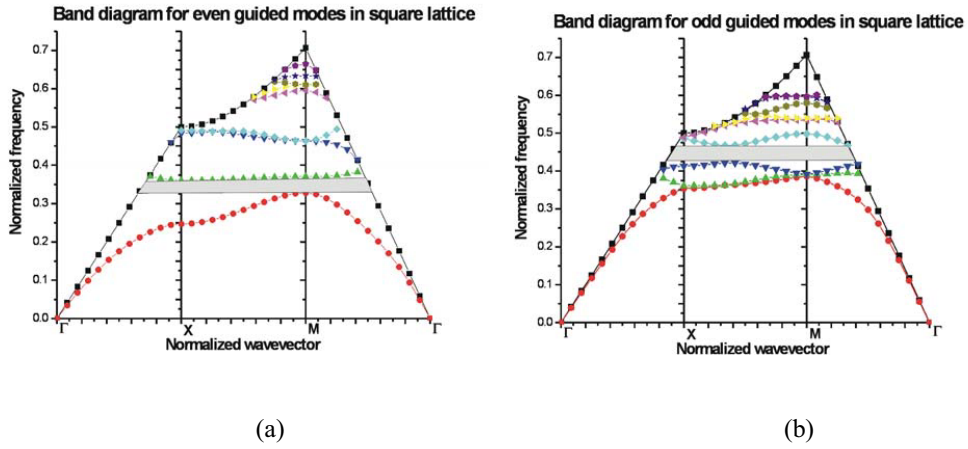 Band diagram for even guided modes in square lattice
Normalized frequency
0.7
0.6
0.5
0.4
0.3
0.2
0.1
0.0
Γ
X
M
Γ
Normalized wavevector
(a)
Band diagram for odd guided modes in square lattice
Normalized frequency
0.7
0.6
0.5
0.4
0.3
0.2
0.1
0.0
Γ
X
M
Γ
Normalized wavevector
(b)